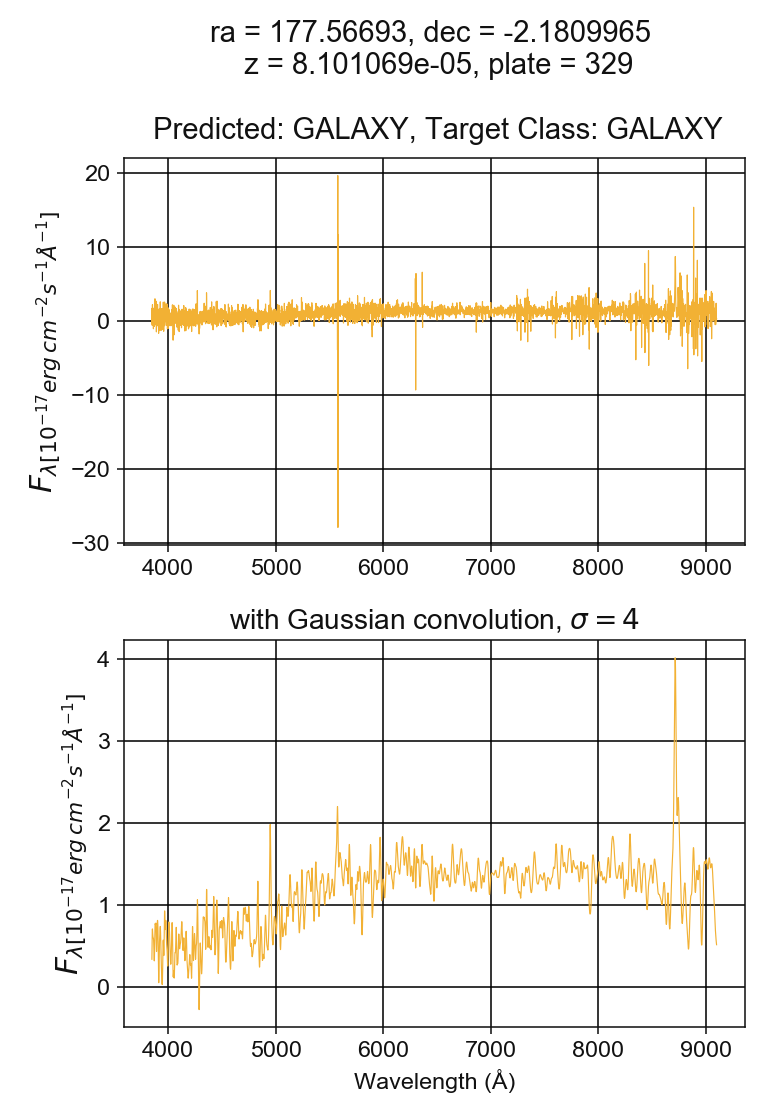 ra = 177.56693, dec = -2.1809965
z = 8.101069e-05, plate = 329
Predicted: GALAXY, Target Class: GALAXY
20
10
0
−10
−20
−30
F_λ[10^−17 erg cm^−2 s^−1 Å^−1]
4000 5000 6000 7000 8000 9000
with Gaussian convolution, σ = 4
4
3
2
1
0
F_λ[10^−17 erg cm^−2 s^−1 Å^−1]
4000 5000 6000 7000 8000 9000
Wavelength (Å)